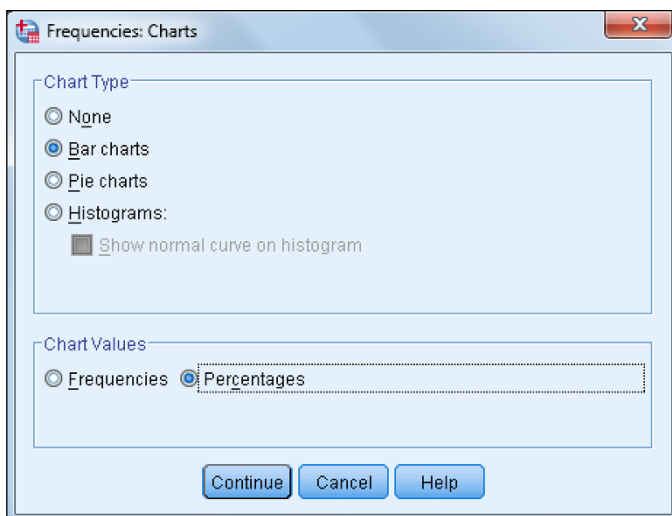 Frequencies: Charts
Chart Type
None
Bar charts
Pie charts
Histograms:
Show normal curve on histogram
Chart Values
Frequencies Percentages
Continue Cancel Help